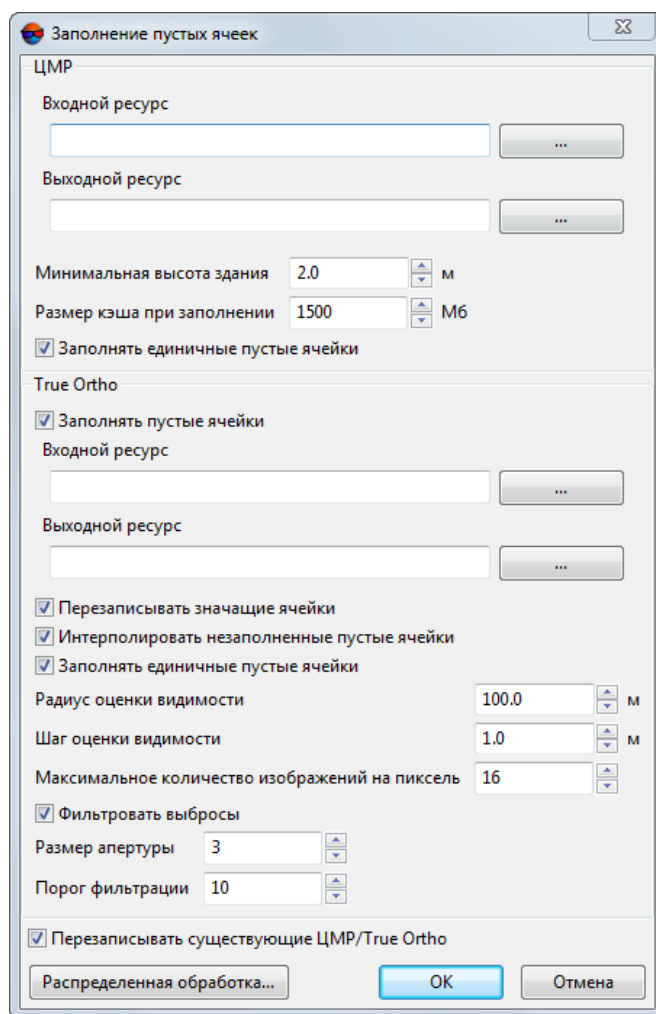 Заполнение пустых ячеек
ЦМР
Входной ресурс
...
Выходной ресурс
...
Минимальная высота здания 2.0 м
Размер кэша при заполнении 1500 Мб
Заполнять единичные пустые ячейки
True Ortho
Заполнять пустые ячейки
Входной ресурс
...
Выходной ресурс
...
Перезаписывать значащие ячейки
Интерполировать незаполненные пустые ячейки
Заполнять единичные пустые ячейки
Радиус оценки видимости 100.0 м
Шаг оценки видимости 1.0 м
Максимальное количество изображений на пиксель 16
Фильтровать выбросы
Размер апертуры 3
Порог фильтрации 10
Перезаписывать существующие ЦМР/True Ortho
Распределенная обработка... OK Отмена